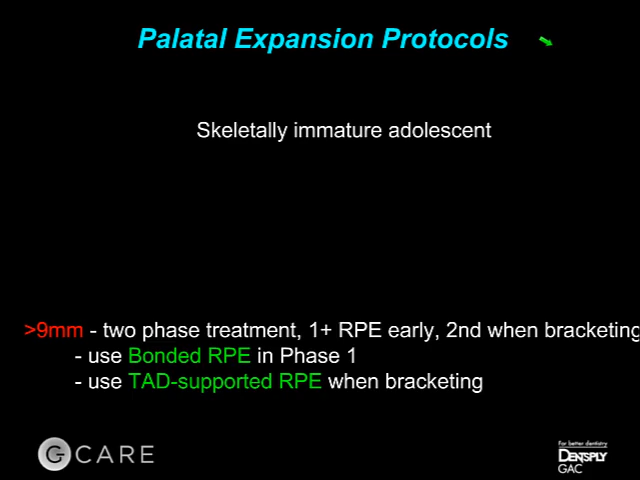 Palatal Expansion Protocols
Skeletally immature adolescent
>9mm - two phase treatment, 1+ RPE early, 2nd when bracketing
- use Bonded RPE in Phase 1
- use TAD-supported RPE when bracketing
G CARE
For better dentistry
DENTSPLY
GAC